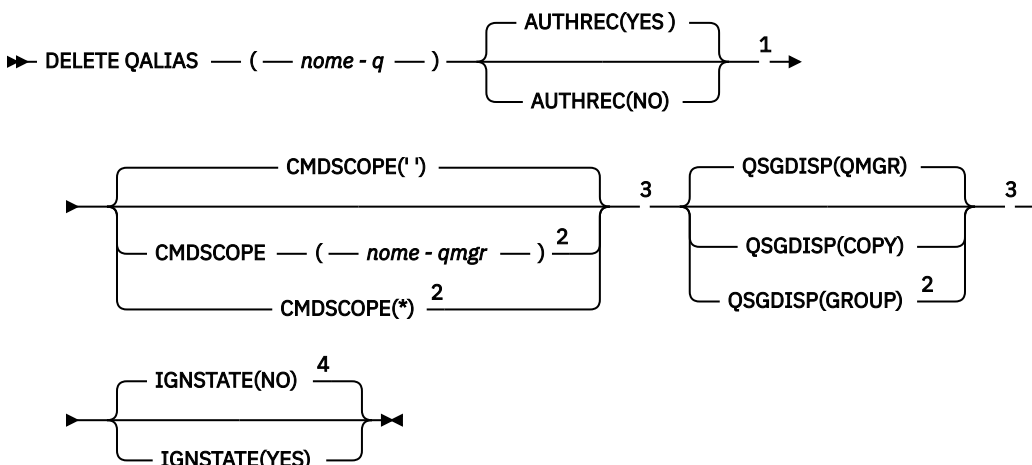 AUTHREC(YES )
DELETE QALIAS ( nome - q ) 1
AUTHREC(NO)
CMDSCOPE(' ') 3 QSGDISP(QMGR) 3
CMDSCOPE ( nome - qmgr ) 2 QSGDISP(COPY)
CMDSCOPE(*) 2 QSGDISP(GROUP) 2
IGNSTATE(NO) 4
IGNSTATE(YES)